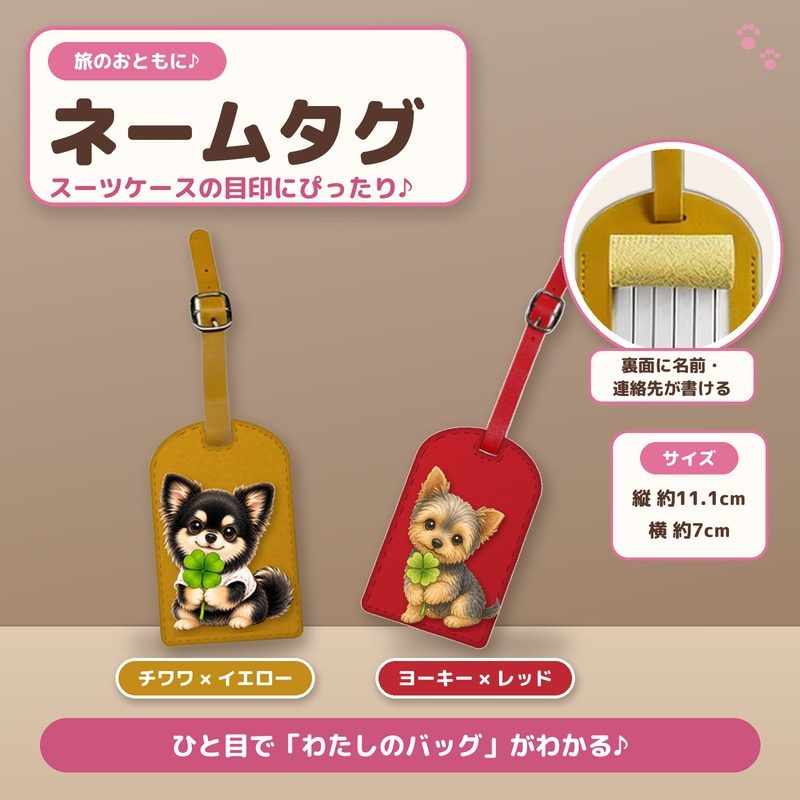 旅のおともに♪
ネームタグ
スーツケースの目印にぴったり♪
裏面に名前・
連絡先が書ける
サイズ
縦 約11.1cm
横 約7cm
チワワ × イエロー
ヨーキー × レッド
ひと目で「わたしのバッグ」がわかる♪